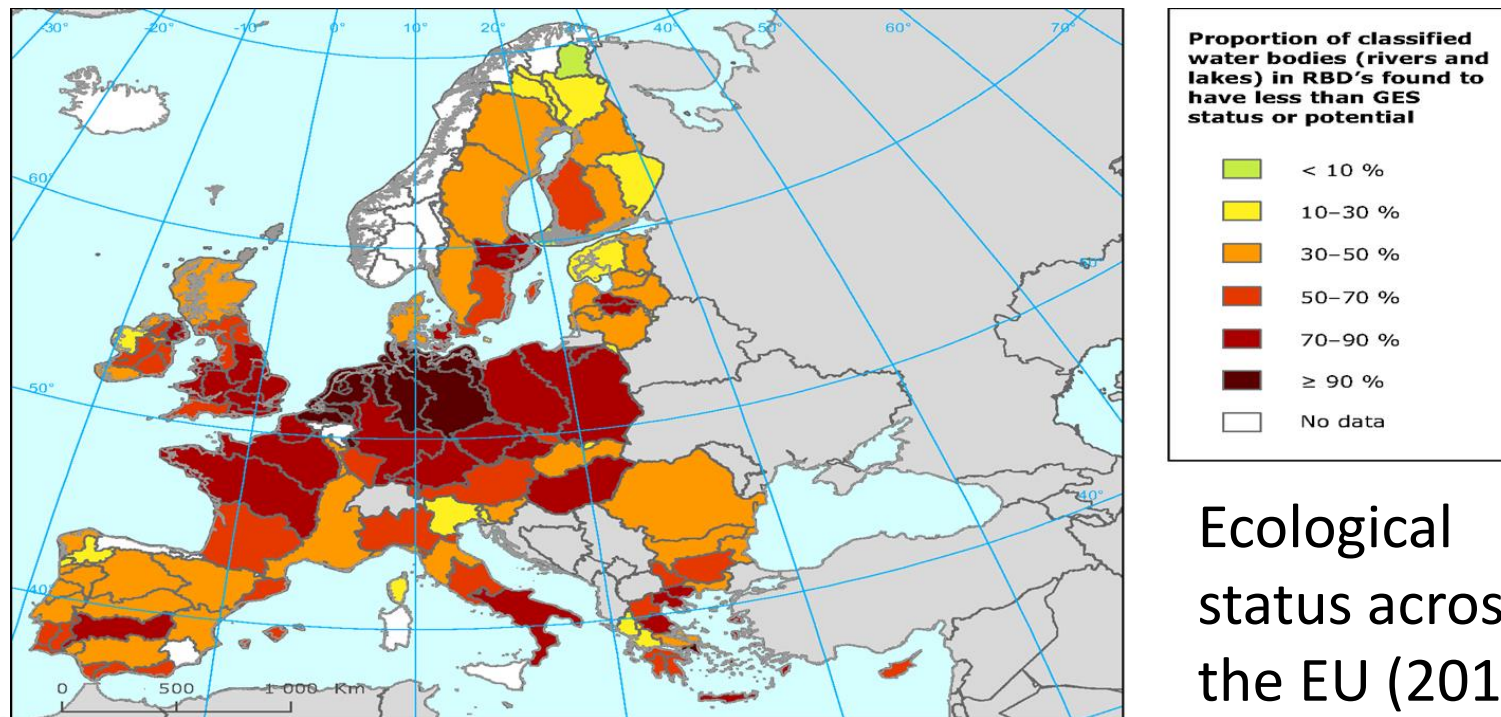 -30° -20° -10° 0° 10° 20° 30° 40° 50° 60° 70°
60°
50°
50°
40°
40°
0 500 1 000 Km
Proportion of classified
water bodies (rivers and
lakes) in RBD's found to
have less than GES
status or potential
< 10 %
10–30 %
30–50 %
50–70 %
70–90 %
≥ 90 %
No data
Ecological
status acros
the EU (201